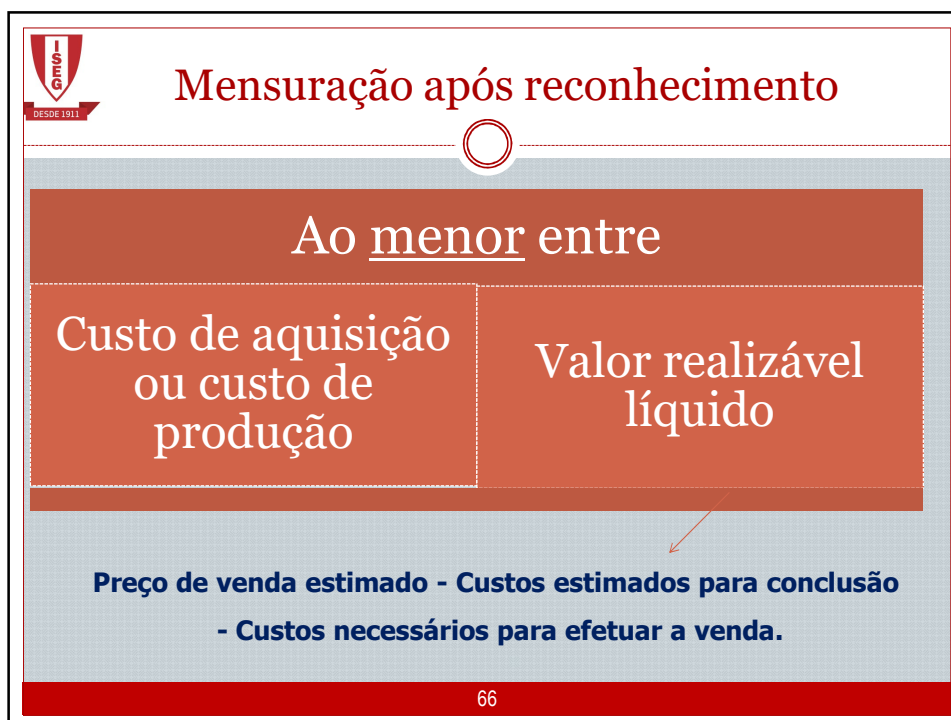 ISEG
DESDE 1911
Mensuração após reconhecimento
Ao menor entre
Custo de aquisição
ou custo de
produção
Valor realizável
líquido
Preço de venda estimado - Custos estimados para conclusão
- Custos necessários para efetuar a venda.
66